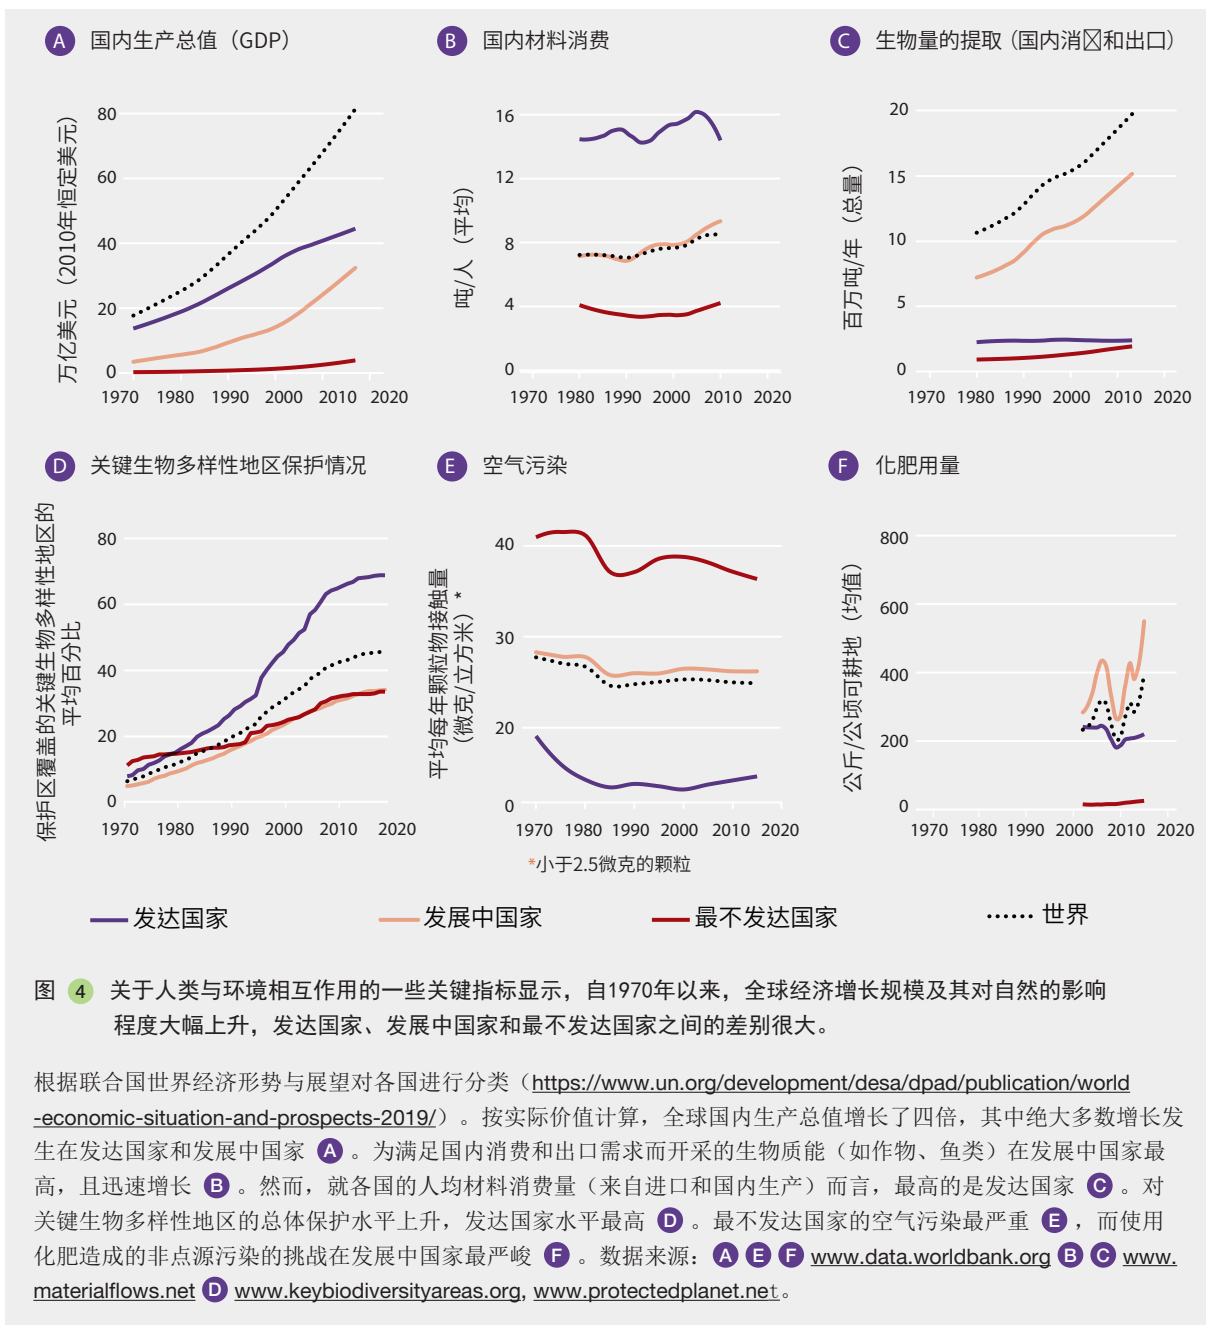 A 国内生产总值（GDP）
万亿美元（2010年恒定美元）
80
60
40
20
0
1970 1980 1990 2000 2010 2020
B 国内材料消费
吨/人（平均）
16
12
8
4
0
1970 1980 1990 2000 2010 2020
C 生物量的提取（国内消☒和出口）
百万吨/年（总量）
20
15
10
5
0
1970 1980 1990 2000 2010 2020
D 关键生物多样性地区保护情况
保护区覆盖的关键生物多样性地区的
平均百分比
80
60
40
20
0
1970 1980 1990 2000 2010 2020
E 空气污染
平均每年颗粒物接触量
（微克/立方米）*
40
30
20
0
1970 1980 1990 2000 2010 2020
*小于2.5微克的颗粒
F 化肥用量
公斤/公顷可耕地（均值）
800
600
400
200
0
1970 1980 1990 2000 2010 2020
发达国家 发展中国家 最不发达国家 世界
图 4 关于人类与环境相互作用的一些关键指标显示，自1970年以来，全球经济增长规模及其对自然的影响
程度大幅上升，发达国家、发展中国家和最不发达国家之间的差别很大。
根据联合国世界经济形势与展望对各国进行分类（https://www.un.org/development/desa/dpad/publication/world
-economic-situation-and-prospects-2019/）。按实际价值计算，全球国内生产总值增长了四倍，其中绝大多数增长发
生在发达国家和发展中国家 A 。为满足国内消费和出口需求而开采的生物质能（如作物、鱼类）在发展中国家最
高，且迅速增长 B 。然而，就各国的人均材料消费量（来自进口和国内生产）而言，最高的是发达国家 C 。对
关键生物多样性地区的总体保护水平上升，发达国家水平最高 D 。最不发达国家的空气污染最严重 E ，而使用
化肥造成的非点源污染的挑战在发展中国家最严峻 F 。数据来源： A E F www.data.worldbank.org B C www.
materialflows.net D www.keybiodiversityareas.org, www.protectedplanet.net。